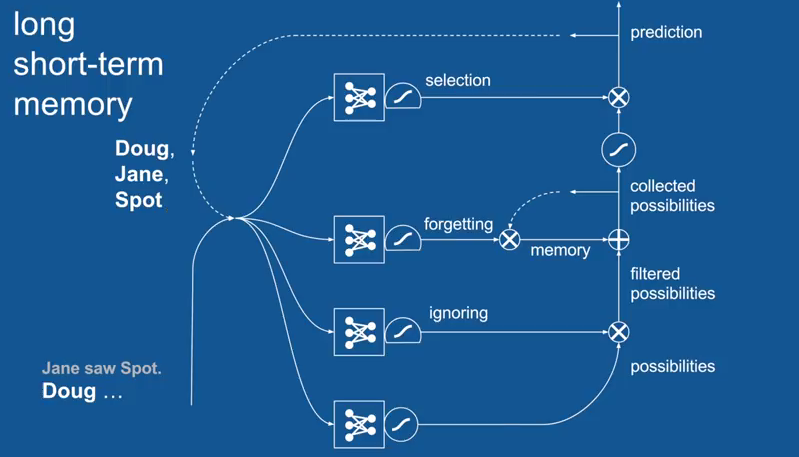 long
short-term
memory
prediction
selection
Doug,
Jane,
Spot
collected
possibilities
forgetting
memory
filtered
possibilities
ignoring
possibilities
Jane saw Spot.
Doug …